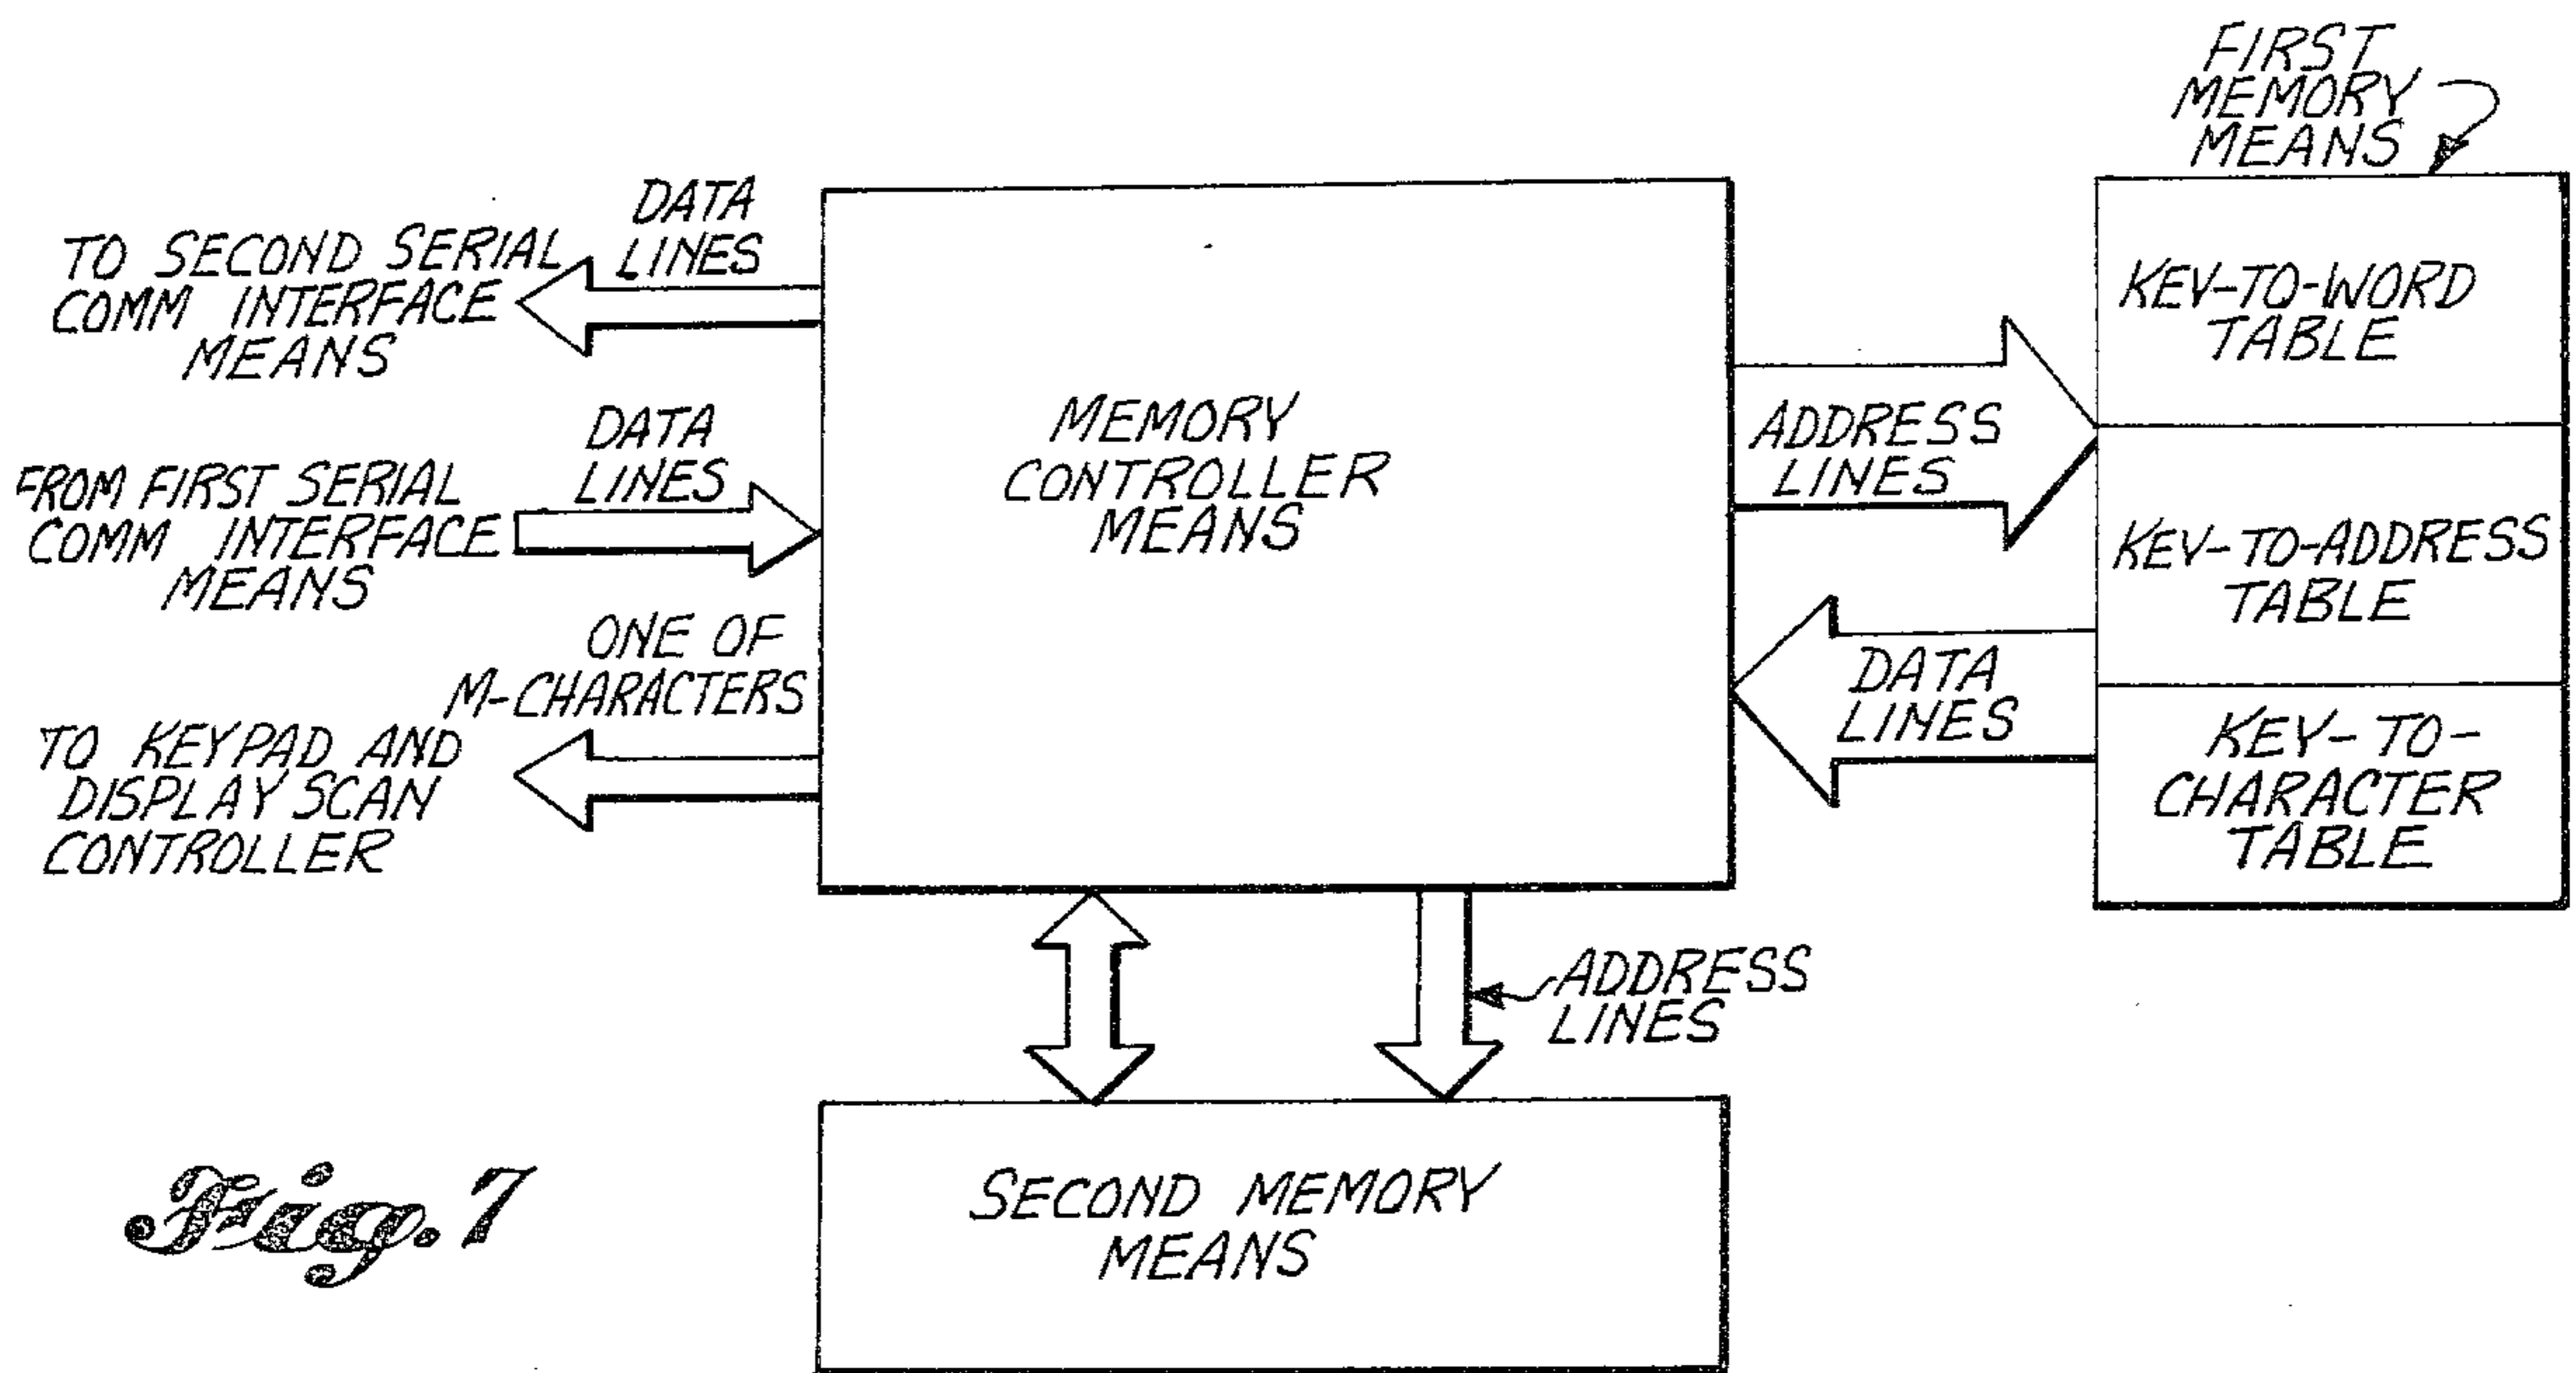 FIRST
MEMORY
MEANS
DATA
LINES
TO SECOND SERIAL
COMM INTERFACE
MEANS
DATA
LINES
FROM FIRST SERIAL
COMM INTERFACE
MEANS
ONE OF
M-CHARACTERS
TO KEYPAD AND
DISPLAY SCAN
CONTROLLER
MEMORY
CONTROLLER
MEANS
ADDRESS
LINES
DATA
LINES
KEY-TO-WORD
TABLE
KEY-TO-ADDRESS
TABLE
KEY-TO-
CHARACTER
TABLE
ADDRESS
LINES
SECOND MEMORY
MEANS
Fig. 7